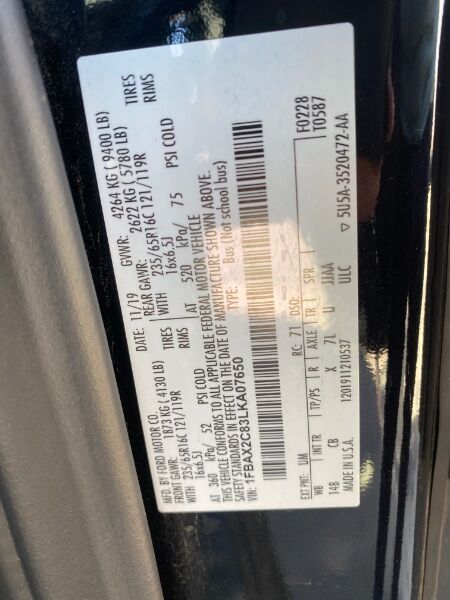 MFD. BY FORD MOTOR CO.
DATE: 11/19 GVWR: 4264 KG ( 9400 LB)
FRONT GAWR: 1873 KG ( 4130 LB) REAR GAWR: 2622 KG ( 5780 LB)
WITH 235/65R16C 121/119R TIRES WITH 235/65R16C 121/119R TIRES
16x6.5J RIMS 16x6.5J RIMS
AT 360 kPa/ 52 PSI COLD AT 520 kPa/ 75 PSI COLD
THIS VEHICLE CONFORMS TO ALL APPLICABLE FEDERAL MOTOR VEHICLE
SAFETY STANDARDS IN EFFECT ON THE DATE OF MANUFACTURE SHOWN ABOVE.
VIN: 1FBAX2C83LKA07650
TYPE: Bus (Not school bus)
F0228
T0587
EXT PNT: UM RC: 71 DSO:
WB INT TR TP/PS R AXLE TR SPR
148 CB X 7L U JJAA
MADE IN U.S.A. 1201911210537 ULC
▽ 5U5A-3520472-AA